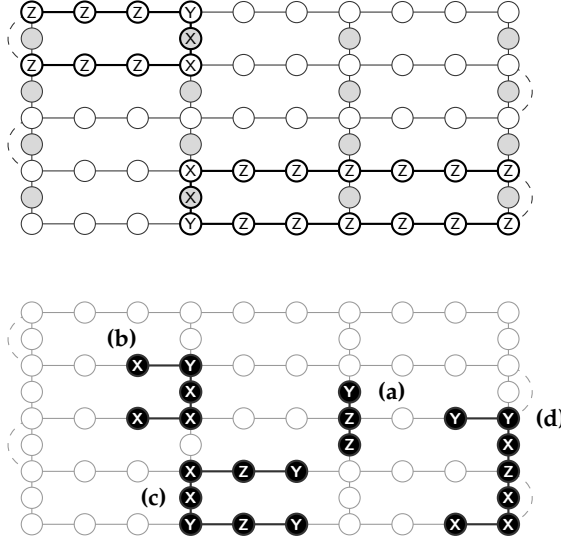 Z Z Z Y
X
Z Z Z X
X Z Z Z Z Z Z
X
Y Z Z Z Z Z Z
(b)
X Y
X Y (a)
X X Z Y Y (d)
Z X
X Z Y Z
(c) X X
Y Z Y X X